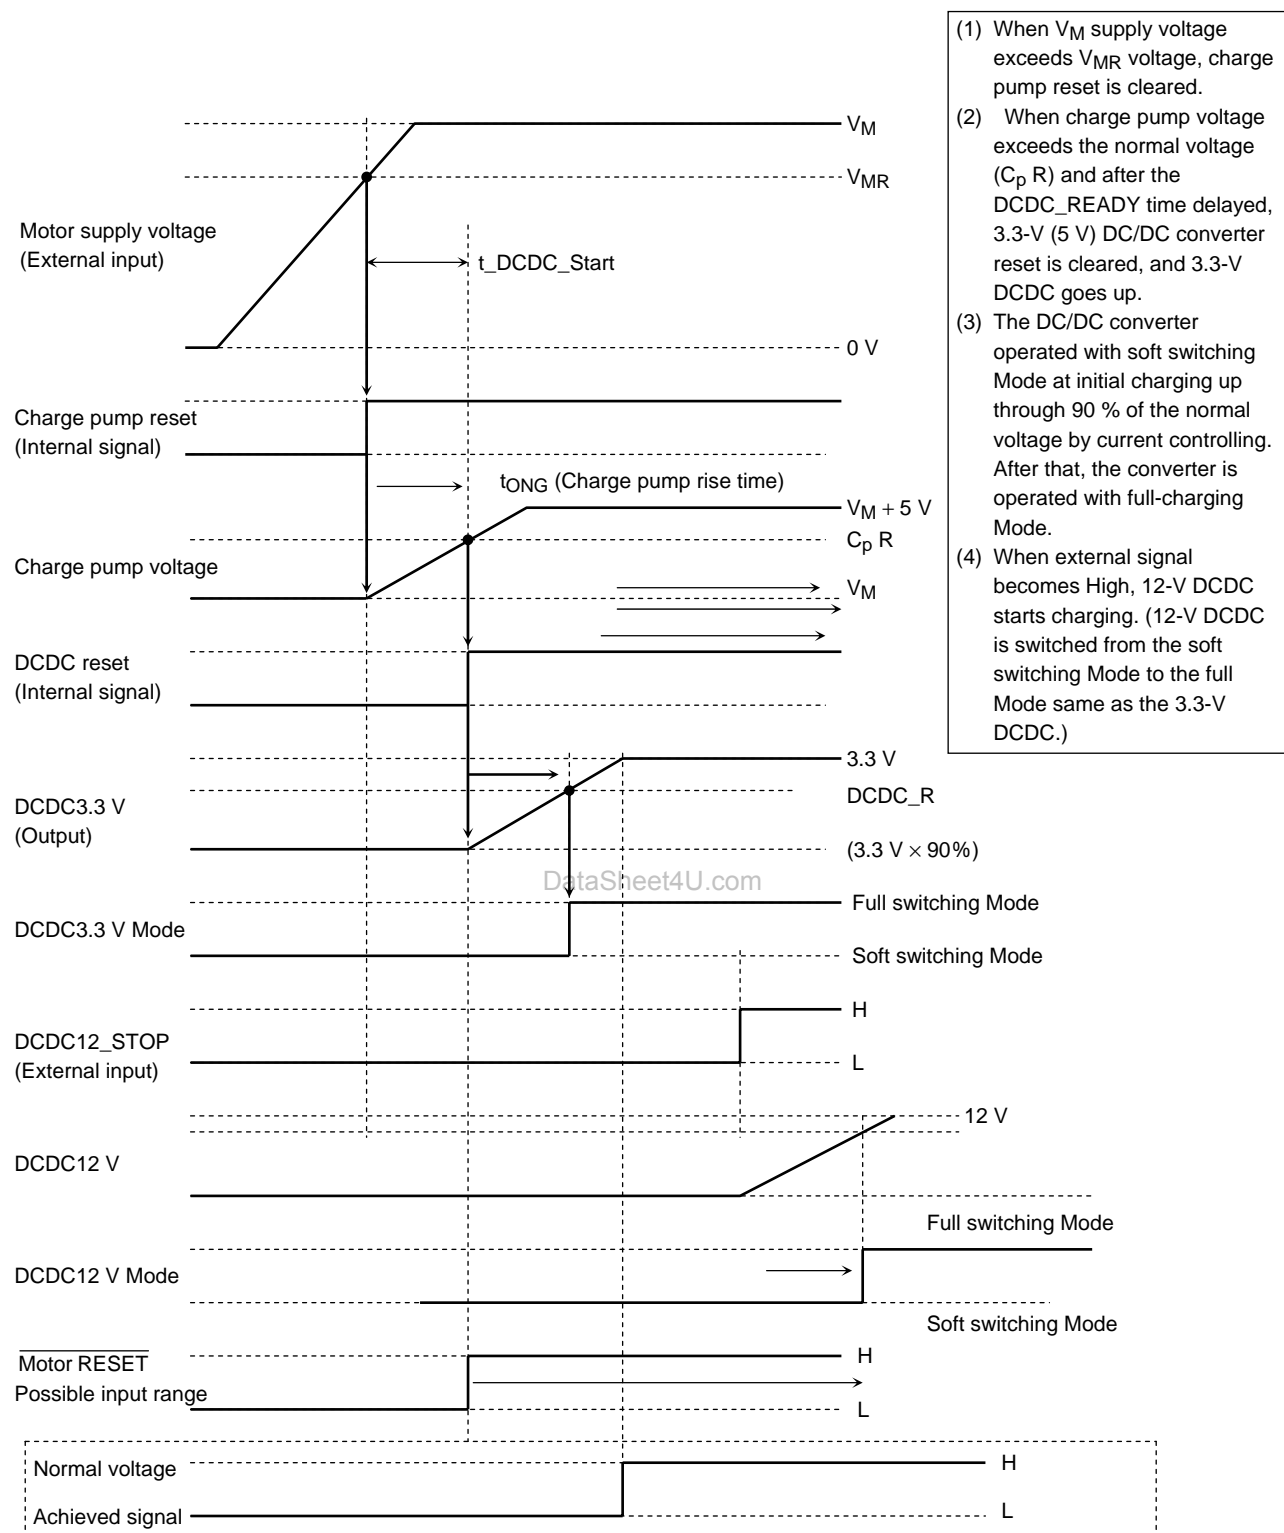 (1) When VM supply voltage
exceeds VMR voltage, charge
pump reset is cleared.
(2) When charge pump voltage
exceeds the normal voltage
(Cp R) and after the
DCDC_READY time delayed,
3.3-V (5 V) DC/DC converter
reset is cleared, and 3.3-V
DCDC goes up.
(3) The DC/DC converter
operated with soft switching
Mode at initial charging up
through 90 % of the normal
voltage by current controlling.
After that, the converter is
operated with full-charging
Mode.
(4) When external signal
becomes High, 12-V DCDC
starts charging. (12-V DCDC
is switched from the soft
switching Mode to the full
Mode same as the 3.3-V
DCDC.)
VM
VMR
Motor supply voltage
(External input)
t_DCDC_Start
0 V
Charge pump reset
(Internal signal)
tONG (Charge pump rise time)
VM + 5 V
Cp R
Charge pump voltage
VM
DCDC reset
(Internal signal)
3.3 V
DCDC_R
DCDC3.3 V
(Output)
(3.3 V × 90%)
DataSheet4U.com
Full switching Mode
DCDC3.3 V Mode
Soft switching Mode
H
DCDC12_STOP
(External input)
L
12 V
DCDC12 V
Full switching Mode
DCDC12 V Mode
Soft switching Mode
Motor RESET
H
Possible input range
L
Normal voltage
H
Achieved signal
L